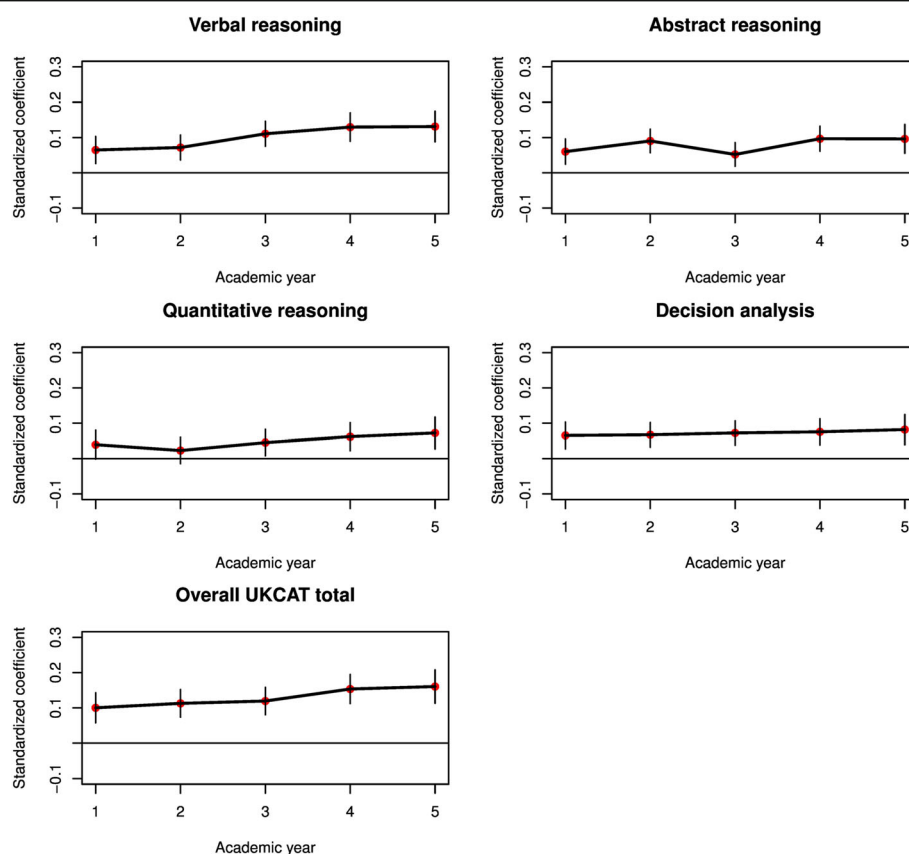 Verbal reasoning
Standardized coefficient
0.3
0.2
0.1
−0.1
1 2 3 4 5
Academic year
Abstract reasoning
Standardized coefficient
0.3
0.2
0.1
−0.1
1 2 3 4 5
Academic year
Quantitative reasoning
Standardized coefficient
0.3
0.2
0.1
−0.1
1 2 3 4 5
Academic year
Decision analysis
Standardized coefficient
0.3
0.2
0.1
−0.1
1 2 3 4 5
Academic year
Overall UKCAT total
Standardized coefficient
0.3
0.2
0.1
−0.1
1 2 3 4 5
Academic year